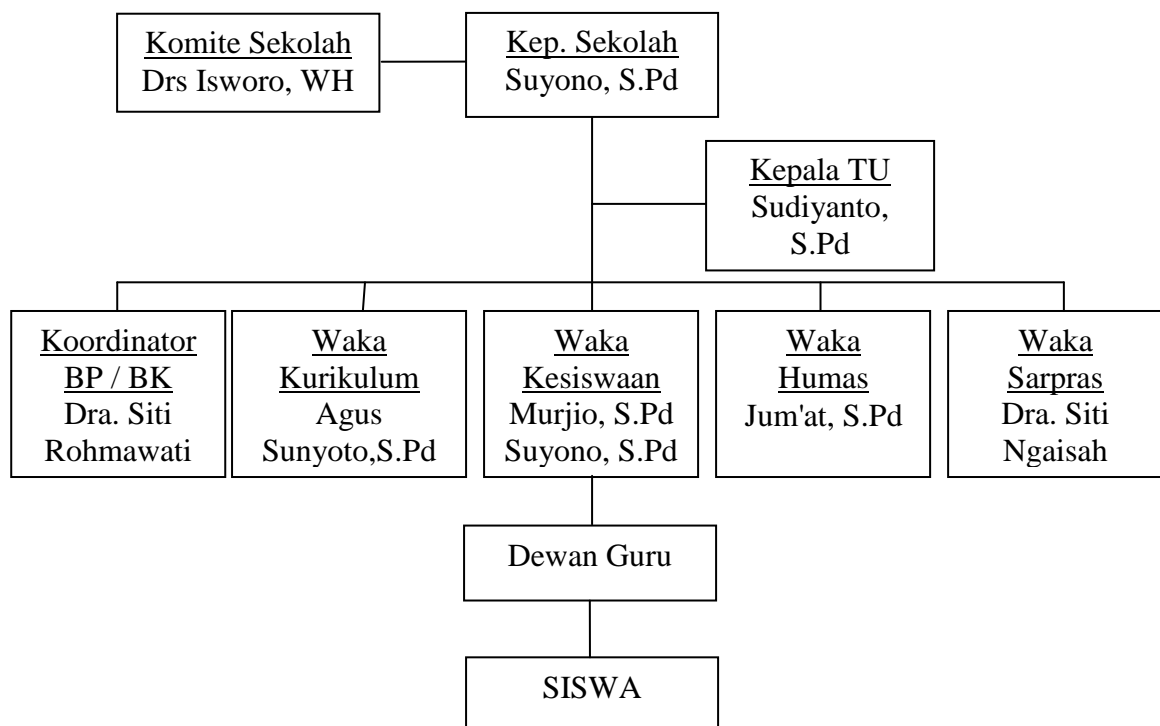 Komite Sekolah
Drs Isworo, WH
Kep. Sekolah
Suyono, S.Pd
Kepala TU
Sudiyanto,
S.Pd
Koordinator
BP / BK
Dra. Siti
Rohmawati
Waka
Kurikulum
Agus
Sunyoto,S.Pd
Waka
Kesiswaan
Murjio, S.Pd
Suyono, S.Pd
Waka
Humas
Jum'at, S.Pd
Waka
Sarpras
Dra. Siti
Ngaisah
Dewan Guru
SISWA